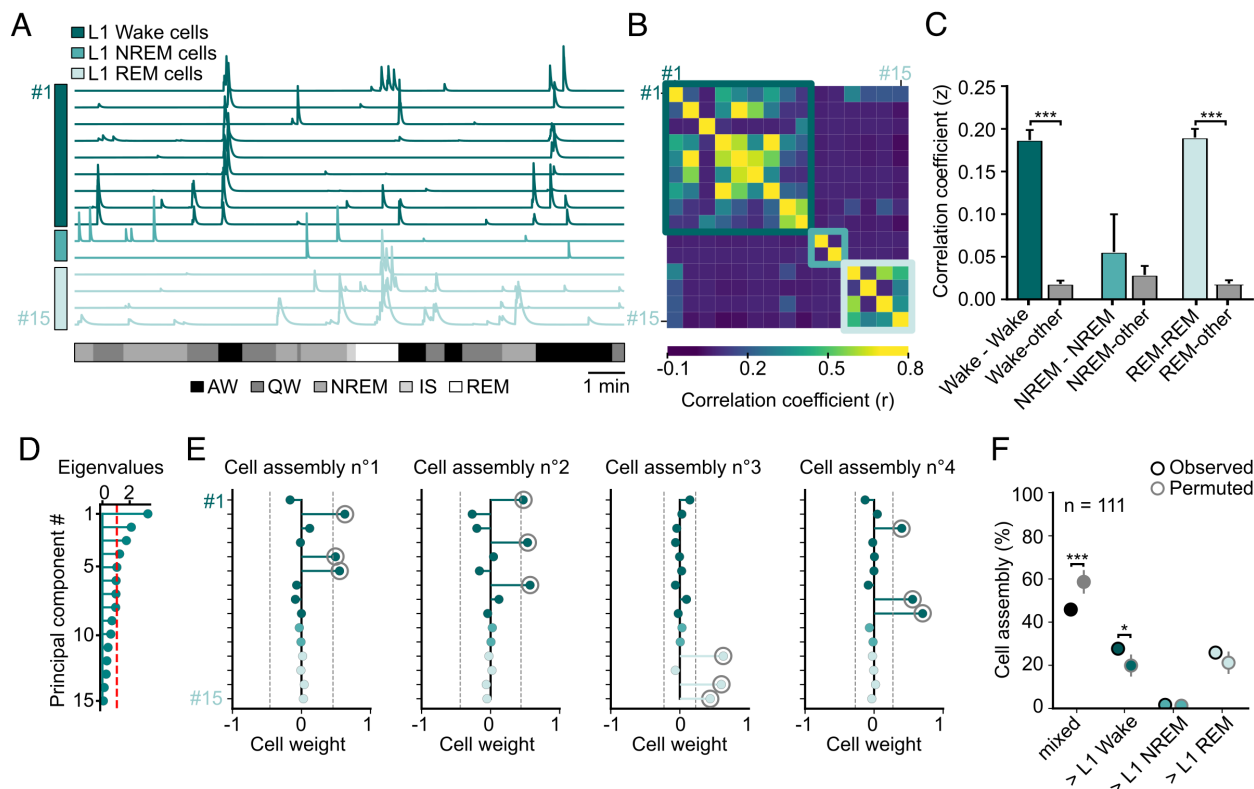 A
L1 Wake cells
L1 NREM cells
L1 REM cells
#1
#15
AW QW NREM IS REM
1 min
B
#1 #15
#1
#15
-0.1 0.2 0.5 0.8
Correlation coefficient (r)
C
Correlation coefficient (z)
0.25
0.20
0.15
0.10
0.05
0.00
*** ***
Wake - Wake
Wake-other
NREM - NREM
NREM-other
REM-REM
REM-other
D
Eigenvalues
0 2
Principal component #
1
5
10
15
E
Cell assembly n°1
Cell assembly n°2
Cell assembly n°3
Cell assembly n°4
#1
#15
-1 0 1
Cell weight
-1 0 1
Cell weight
-1 0 1
Cell weight
-1 0 1
Cell weight
F
Observed
Permuted
Cell assembly (%)
100
80
60
40
20
0
n = 111
***
*
mixed
> L1 Wake
> L1 NREM
> L1 REM